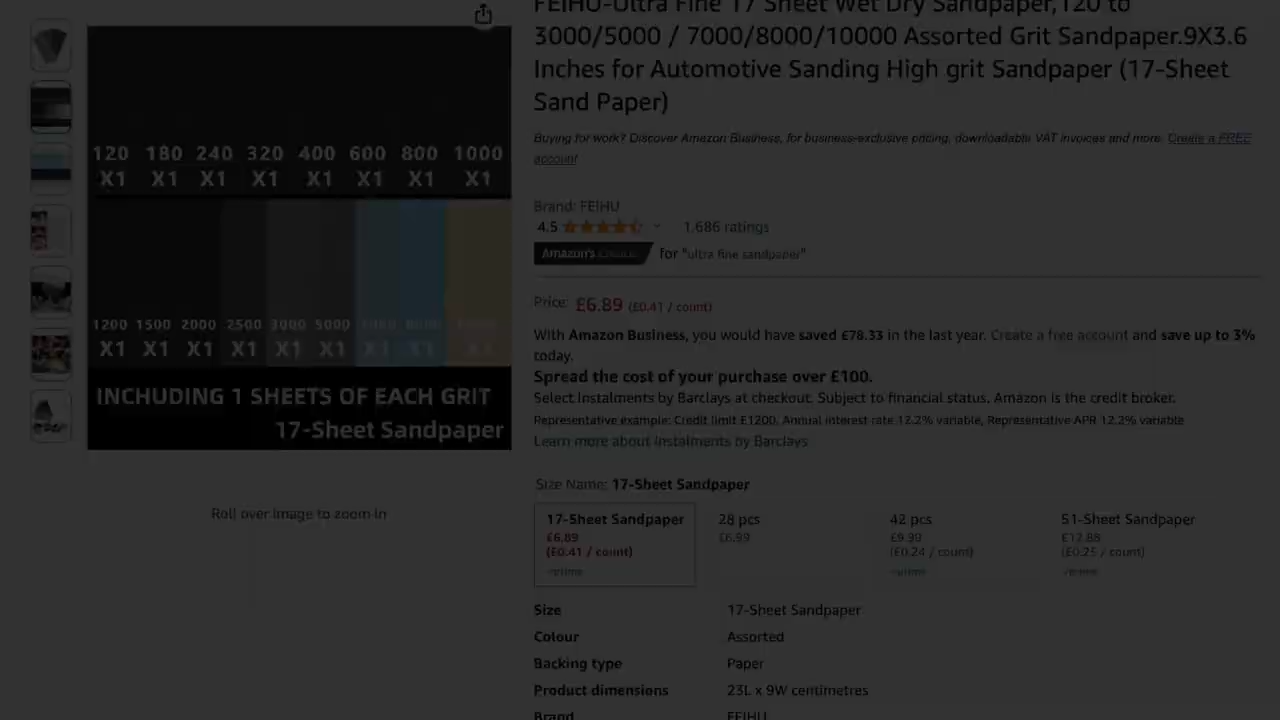 FEIHU-Ultra Fine 17 Sheet Wet Dry Sandpaper,120 to
3000/5000 / 7000/8000/10000 Assorted Grit Sandpaper.9X3.6
Inches for Automotive Sanding High grit Sandpaper (17-Sheet
Sand Paper)
Buying for work? Discover Amazon Business, for business-exclusive pricing, downloadable VAT invoices and more. Create a FREE
account
120 180 240 320 400 600 800 1000
X1 X1 X1 X1 X1 X1 X1 X1
1200 1500 2000 2500 3000 5000
X1 X1 X1 X1 X1 X1 X1 X1
INCHUDING 1 SHEETS OF EACH GRIT
17-Sheet Sandpaper
Roll over image to zoom in
Brand: FEIHU
4.5 1,686 ratings
Amazon's Choice for "ultra fine sandpaper"
Price: £6.89 (£0.41 / count)
With Amazon Business, you would have saved £78.33 in the last year. Create a free account and save up to 3%
today.
Spread the cost of your purchase over £100.
Select Instalments by Barclays at checkout. Subject to financial status. Amazon is the credit broker.
Representative example: Credit limit £1200, Annual interest rate 12.2% variable, Representative APR 12.2% variable
Learn more about Instalments by Barclays
Size Name: 17-Sheet Sandpaper
17-Sheet Sandpaper
£6.89
(£0.41 / count)
prime
28 pcs
£6.99
42 pcs
£9.99
(£0.24 / count)
prime
51-Sheet Sandpaper
£12.88
(£0.25 / count)
prime
Size 17-Sheet Sandpaper
Colour Assorted
Backing type Paper
Product dimensions 23L x 9W centimetres
Brand FEIHU